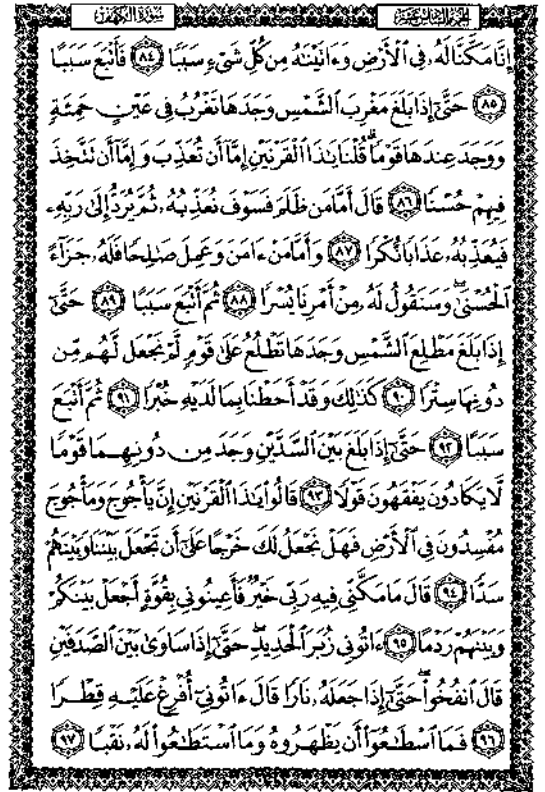 سورة الكهف
الجزء السادس عشر
إِنَّا مَكَّنَّا لَهُۥ فِى ٱلْأَرْضِ وَءَاتَيْنَٰهُ مِن كُلِّ شَىْءٍ سَبَبًا ٨٤ فَأَتْبَعَ سَبَبًا
٨٥ حَتَّىٰٓ إِذَا بَلَغَ مَغْرِبَ ٱلشَّمْسِ وَجَدَهَا تَغْرُبُ فِى عَيْنٍ حَمِئَةٍ
وَوَجَدَ عِندَهَا قَوْمًا ۗ قُلْنَا يَٰذَا ٱلْقَرْنَيْنِ إِمَّآ أَن تُعَذِّبَ وَإِمَّآ أَن تَتَّخِذَ
فِيهِمْ حُسْنًا ٨٦ قَالَ أَمَّا مَن ظَلَمَ فَسَوْفَ نُعَذِّبُهُۥ ثُمَّ يُرَدُّ إِلَىٰ رَبِّهِۦ
فَيُعَذِّبُهُۥ عَذَابًا نُّكْرًا ٨٧ وَأَمَّا مَنْ ءَامَنَ وَعَمِلَ صَٰلِحًا فَلَهُۥ جَزَآءً
ٱلْحُسْنَىٰ ۖ وَسَنَقُولُ لَهُۥ مِنْ أَمْرِنَا يُسْرًا ٨٨ ثُمَّ أَتْبَعَ سَبَبًا ٨٩ حَتَّىٰٓ
إِذَا بَلَغَ مَطْلِعَ ٱلشَّمْسِ وَجَدَهَا تَطْلُعُ عَلَىٰ قَوْمٍ لَّمْ نَجْعَل لَّهُم مِّن
دُونِهَا سِتْرًا ٩٠ كَذَٰلِكَ وَقَدْ أَحَطْنَا بِمَا لَدَيْهِ خُبْرًا ٩١ ثُمَّ أَتْبَعَ
سَبَبًا ٩٢ حَتَّىٰٓ إِذَا بَلَغَ بَيْنَ ٱلسَّدَّيْنِ وَجَدَ مِن دُونِهِمَا قَوْمًا
لَّا يَكَادُونَ يَفْقَهُونَ قَوْلًا ٩٣ قَالُوا۟ يَٰذَا ٱلْقَرْنَيْنِ إِنَّ يَأْجُوجَ وَمَأْجُوجَ
مُفْسِدُونَ فِى ٱلْأَرْضِ فَهَلْ نَجْعَلُ لَكَ خَرْجًا عَلَىٰٓ أَن تَجْعَلَ بَيْنَنَا وَبَيْنَهُمْ
سَدًّا ٩٤ قَالَ مَا مَكَّنِّى فِيهِ رَبِّى خَيْرٌ فَأَعِينُونِى بِقُوَّةٍ أَجْعَلْ بَيْنَكُمْ
وَبَيْنَهُمْ رَدْمًا ٩٥ ءَاتُونِى زُبَرَ ٱلْحَدِيدِ ۖ حَتَّىٰٓ إِذَا سَاوَىٰ بَيْنَ ٱلصَّدَفَيْنِ
قَالَ ٱنفُخُوا۟ ۖ حَتَّىٰٓ إِذَا جَعَلَهُۥ نَارًا قَالَ ءَاتُونِىٓ أُفْرِغْ عَلَيْهِ قِطْرًا
٩٦ فَمَا ٱسْطَٰعُوٓا۟ أَن يَظْهَرُوهُ وَمَا ٱسْتَطَٰعُوا۟ لَهُۥ نَقْبًا ٩٧